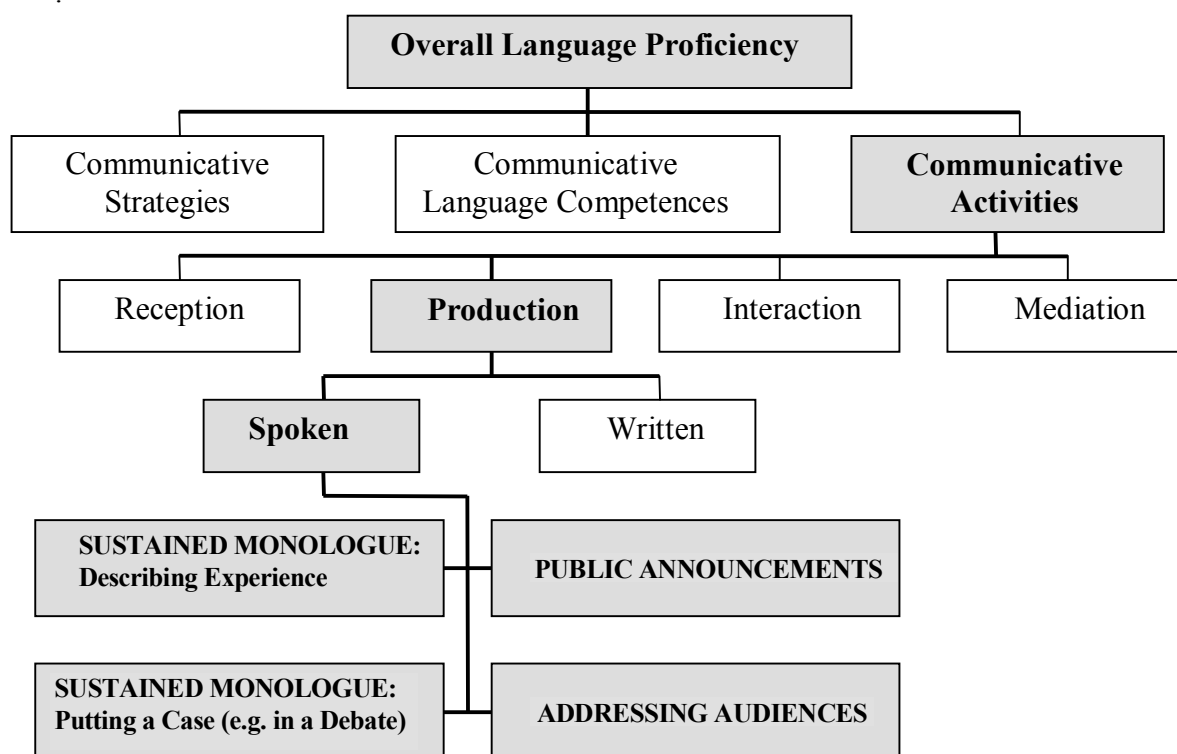 Overall Language Proficiency
Communicative
Strategies
Communicative
Language Competences
Communicative
Activities
Reception
Production
Interaction
Mediation
Spoken
Written
SUSTAINED MONOLOGUE:
Describing Experience
PUBLIC ANNOUNCEMENTS
SUSTAINED MONOLOGUE:
Putting a Case (e.g. in a Debate)
ADDRESSING AUDIENCES